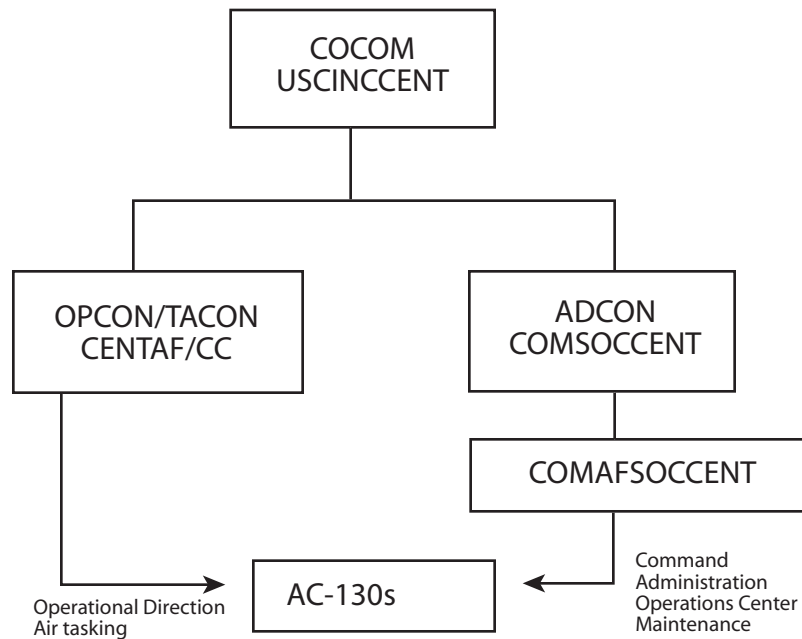 COCOM
USCINCCENT
OPCON/TACON
CENTAF/CC
ADCON
COMSOCCENT
COMAFSOCCENT
AC-130s
Operational Direction
Air tasking
Command
Administration
Operations Center
Maintenance